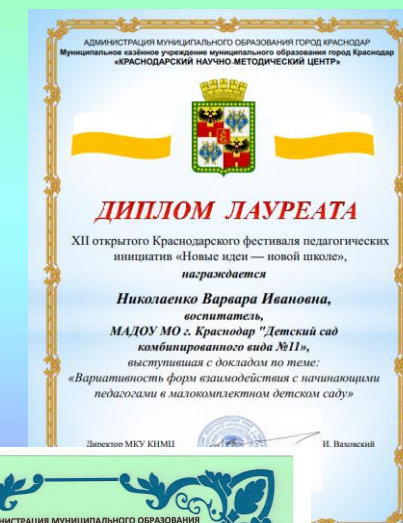 АДМИНИСТРАЦИЯ МУНИЦИПАЛЬНОГО ОБРАЗОВАНИЯ ГОРОД КРАСНОДАР
Муниципальное казённое учреждение муниципального образования город Краснодар
«КРАСНОДАРСКИЙ НАУЧНО-МЕТОДИЧЕСКИЙ ЦЕНТР»
ДИПЛОМ ЛАУРЕАТА
XII открытого Краснодарского фестиваля педагогических
инициатив «Новые идеи — новой школе»,
награждается
Николаенко Варвара Ивановна,
воспитатель,
МАДОУ МО г. Краснодар "Детский сад
комбинированного вида №11»,
выступившая с докладом по теме:
«Вариативность форм взаимодействия с начинающими
педагогами в малокомплектном детском саду»
Директор МКУ КНМЦ И. Ваховский
МУНИЦИПАЛЬНОГО ОБРАЗОВАНИЯ